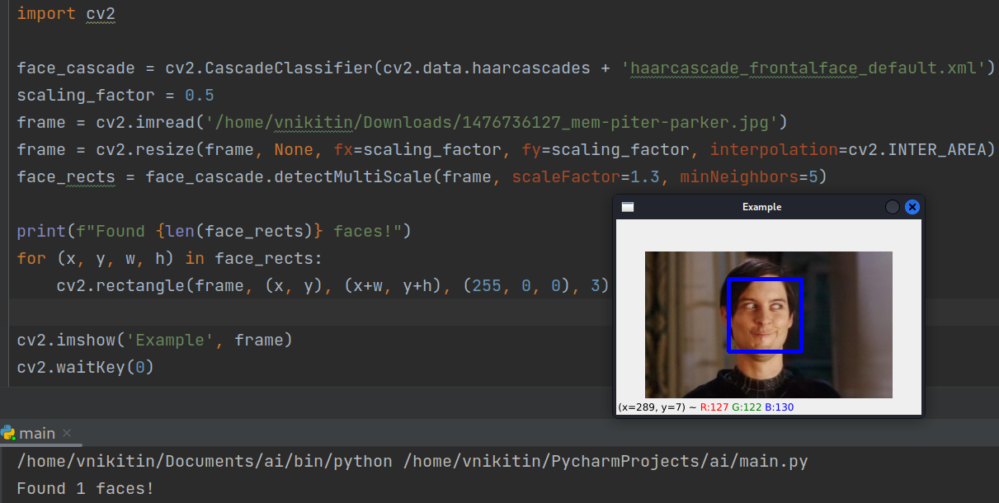 import cv2
face_cascade = cv2.CascadeClassifier(cv2.data.haarcascades + 'haarcascade_frontalface_default.xml')
scaling_factor = 0.5
frame = cv2.imread('/home/vnikitin/Downloads/1476736127_mem-piter-parker.jpg')
frame = cv2.resize(frame, None, fx=scaling_factor, fy=scaling_factor, interpolation=cv2.INTER_AREA)
face_rects = face_cascade.detectMultiScale(frame, scaleFactor=1.3, minNeighbors=5)
print(f"Found {len(face_rects)} faces!")
for (x, y, w, h) in face_rects:
    cv2.rectangle(frame, (x, y), (x+w, y+h), (255, 0, 0), 3)
cv2.imshow('Example', frame)
cv2.waitKey(0)
Example
(x=289, y=7) ~ R:127 G:122 B:130
main
/home/vnikitin/Documents/ai/bin/python /home/vnikitin/PycharmProjects/ai/main.py
Found 1 faces!